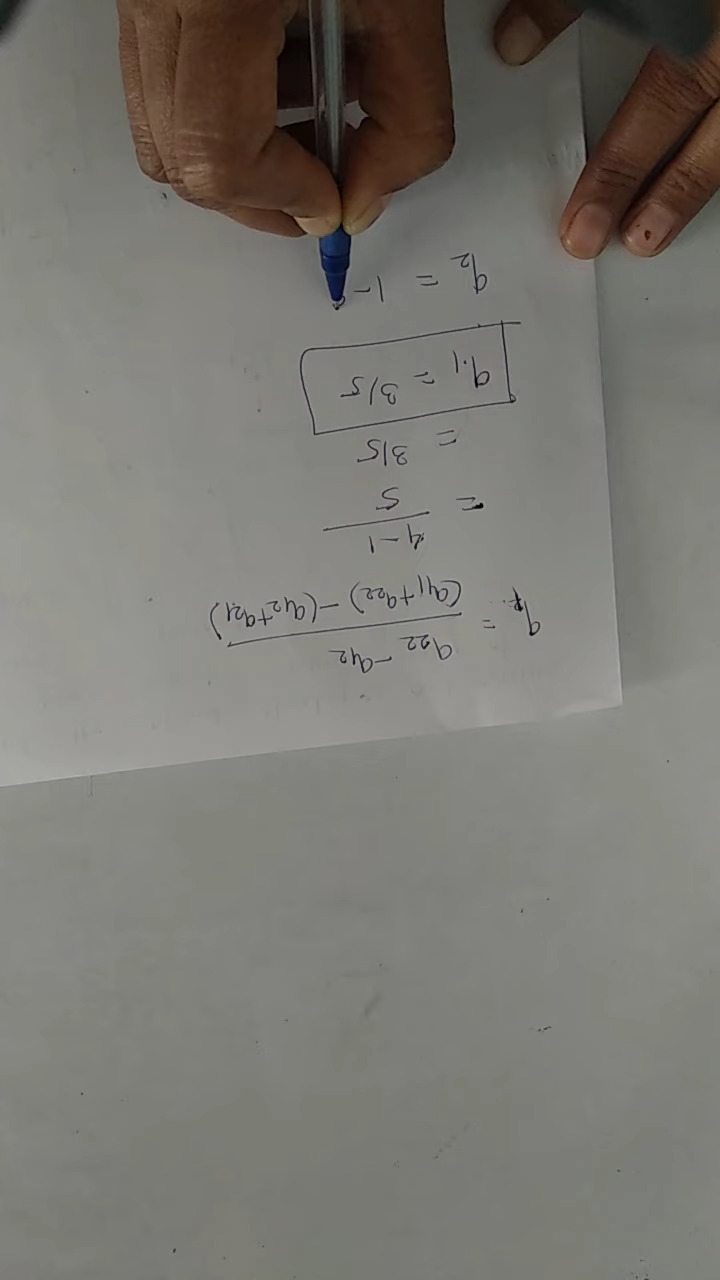 q₁ = a₂₂ - a₁₂ / (a₁₁ + a₂₂) - (a₁₂ + a₂₁)
= 4 - 1 / 5
= 3/5
q₁ = 3/5
q₂ = 1 -